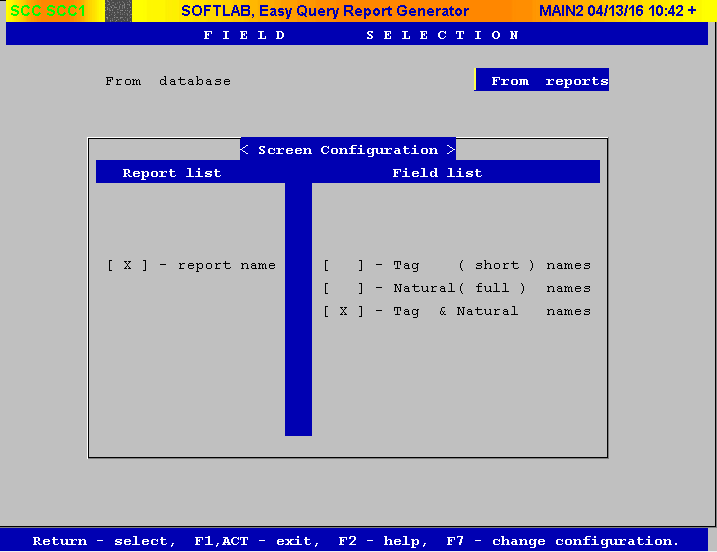 SCC SCC1 SOFTLAB, Easy Query Report Generator MAIN2 04/13/16 10:42 +
F I E L D S E L E C T I O N
From database From reports
< Screen Configuration >
Report list Field list
[ X ] - report name [ ] - Tag ( short ) names
[ ] - Natural( full ) names
[ X ] - Tag & Natural names
Return - select, F1,ACT - exit, F2 - help, F7 - change configuration.